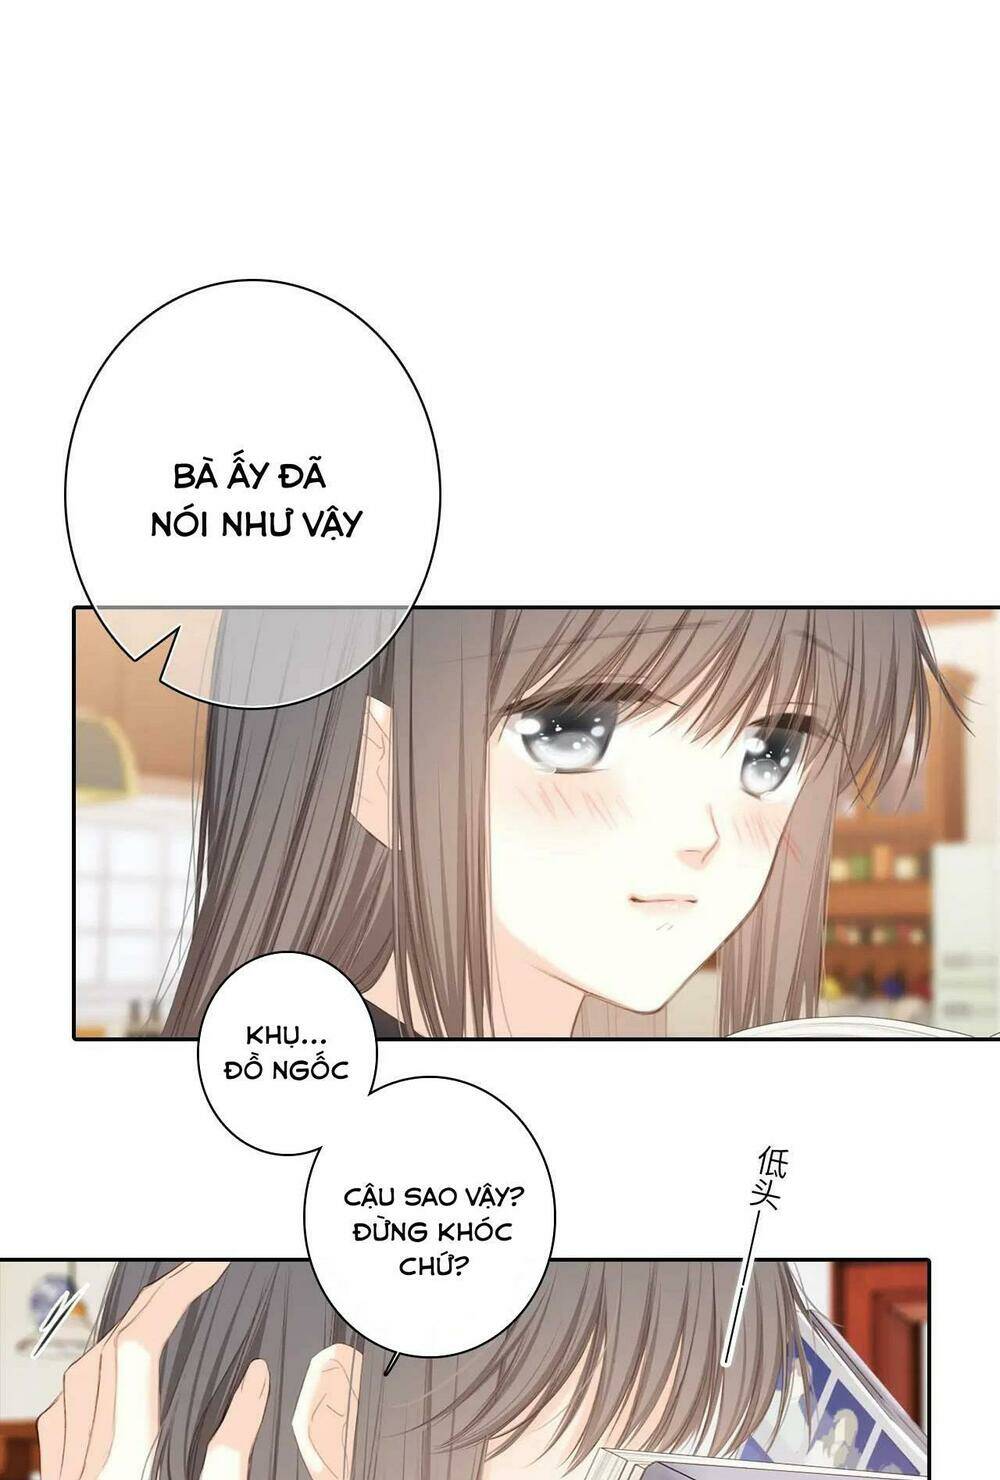 BÀ ẤY ĐÃ
NÓI NHƯ VẬY
KHỤ...
ĐỒ NGỐC
CẬU SAO VẬY?
ĐỪNG KHÓC
CHỨ?
低头